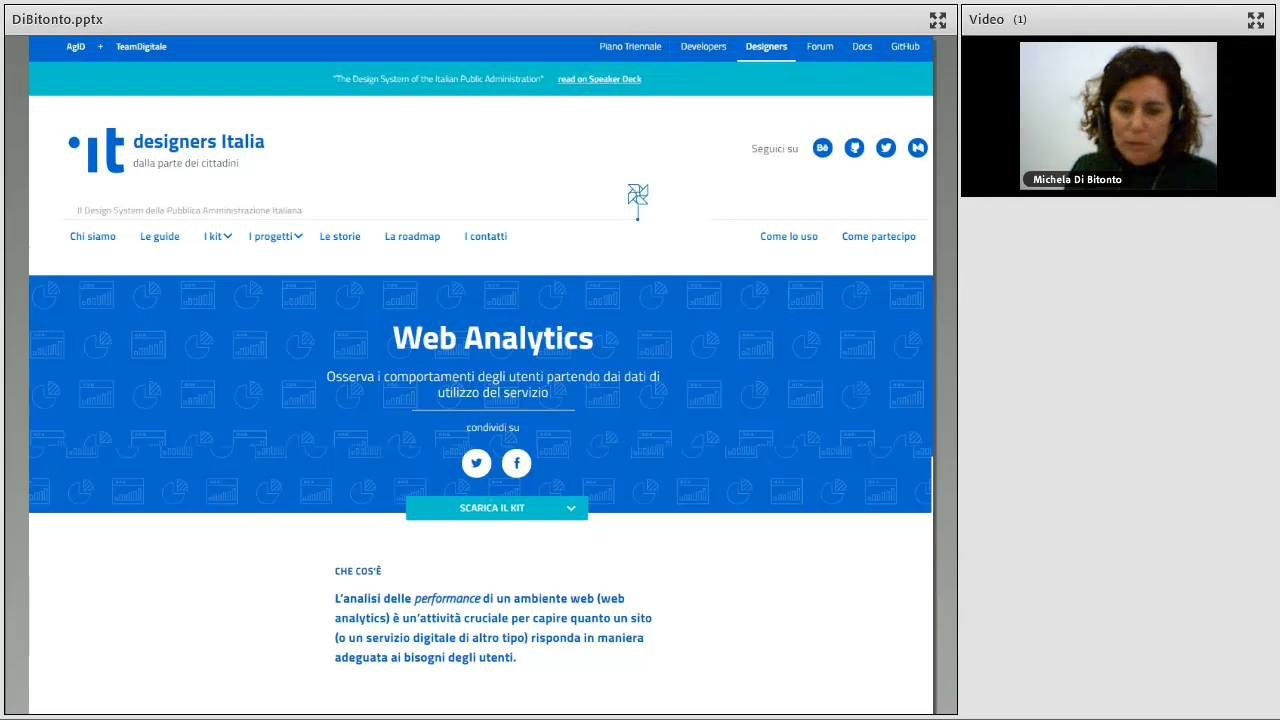 DiBitonto.pptx
Video (1)
AgID + TeamDigitale
Piano Triennale Developers Designers Forum Docs GitHub
"The Design System of the Italian Public Administration" read on Speaker Deck
.it designers Italia
dalla parte dei cittadini
Seguici su Bē
Il Design System della Pubblica Amministrazione Italiana
Chi siamo Le guide I kit I progetti Le storie La roadmap I contatti Come lo uso Come partecipo
Michela Di Bitonto
Web Analytics
Osserva i comportamenti degli utenti partendo dai dati di
utilizzo del servizio
condividi su
f
SCARICA IL KIT
CHE COS'È
L'analisi delle performance di un ambiente web (web
analytics) è un'attività cruciale per capire quanto un sito
(o un servizio digitale di altro tipo) risponda in maniera
adeguata ai bisogni degli utenti.